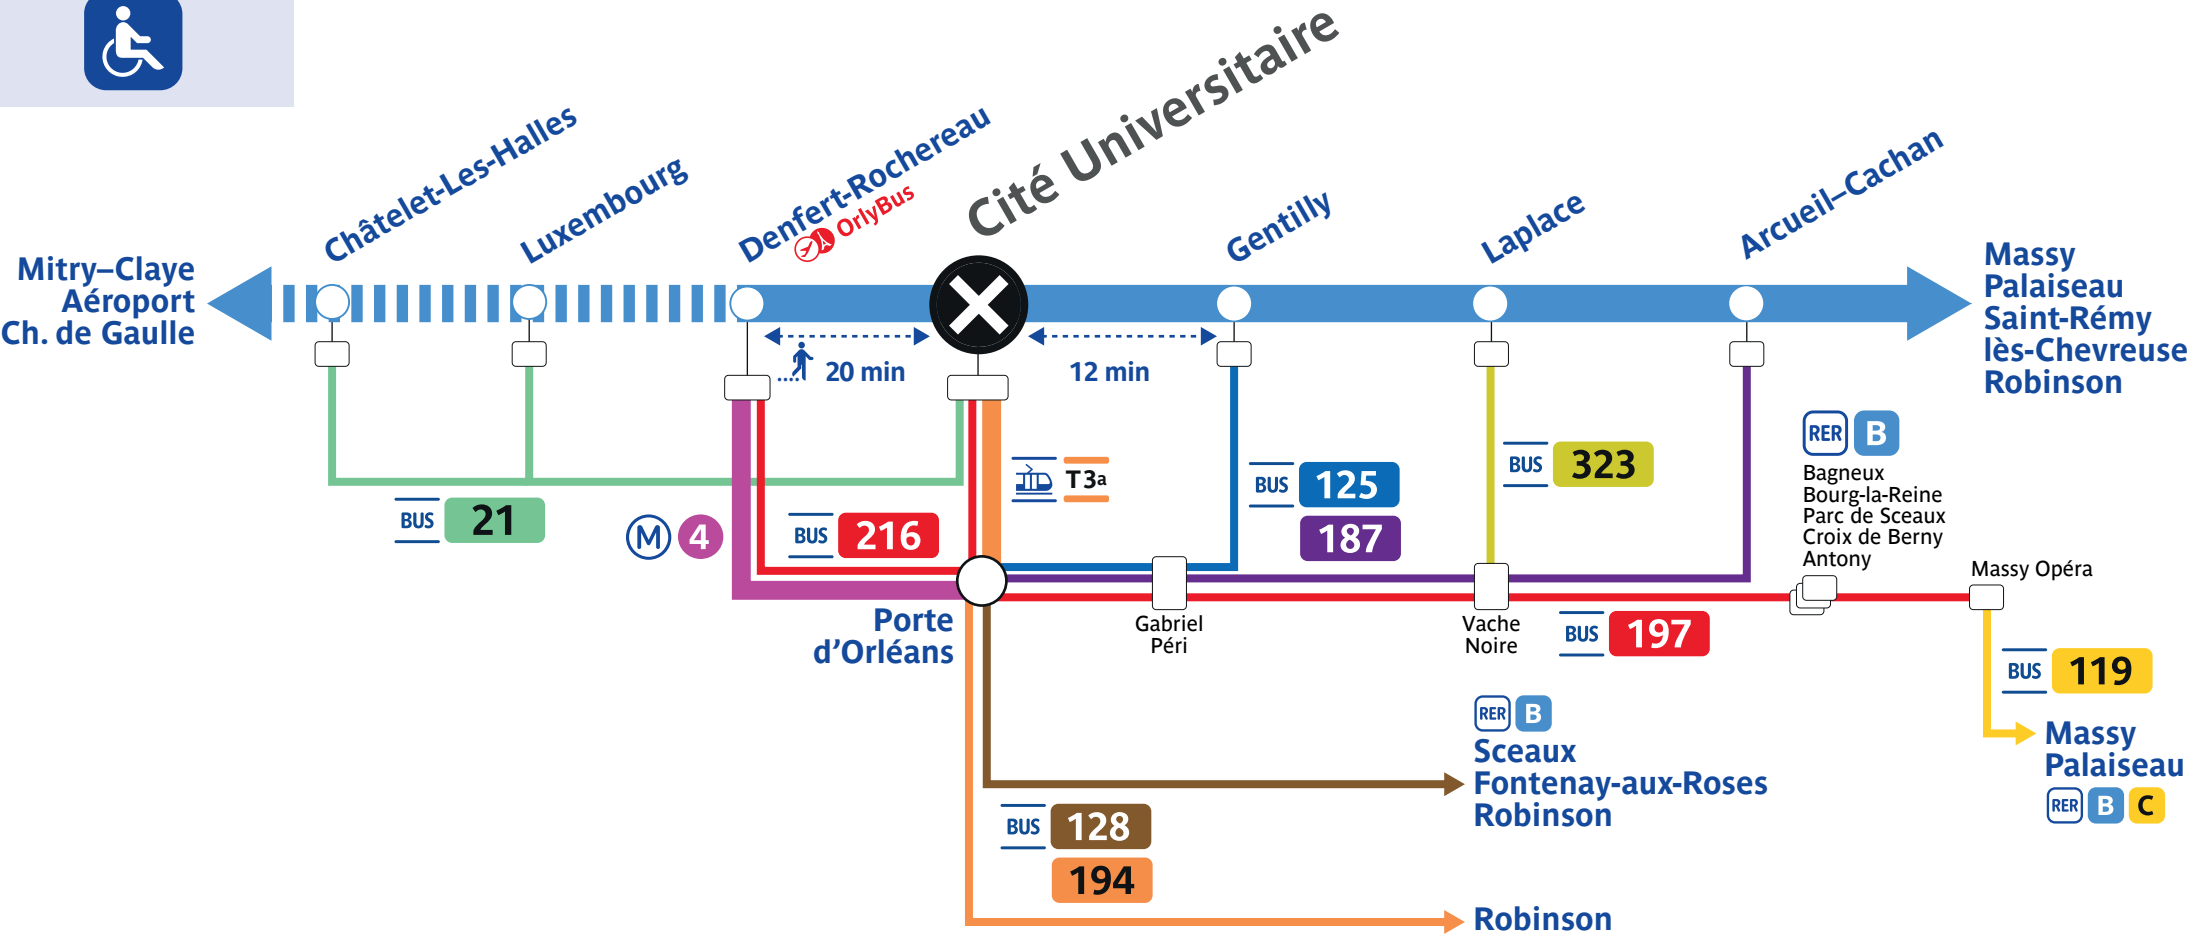 Châtelet-Les-Halles
Luxembourg
Denfert-Rochereau
OrlyBus
Cité Universitaire
Gentilly
Laplace
Arcueil–Cachan
Mitry–Claye
Aéroport
Ch. de Gaulle
Massy
Palaiseau
Saint-Rémy
lès-Chevreuse
Robinson
20 min
12 min
BUS 21
M 4
BUS 216
T3a
BUS 125
187
BUS 323
RER B
Bagneux
Bourg-la-Reine
Parc de Sceaux
Croix de Berny
Antony
Massy Opéra
Porte
d'Orléans
Gabriel
Péri
Vache
Noire
BUS 197
BUS 119
Massy
Palaiseau
RER B C
RER B
Sceaux
Fontenay-aux-Roses
Robinson
BUS 128
194
Robinson